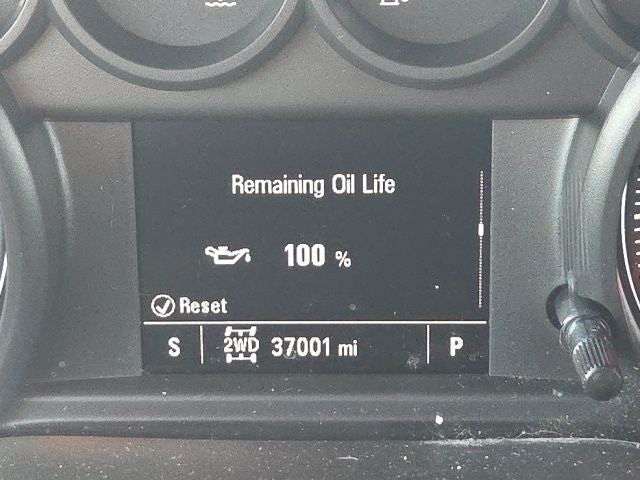 Remaining Oil Life
100 %
Reset
S 2WD 37001 mi P